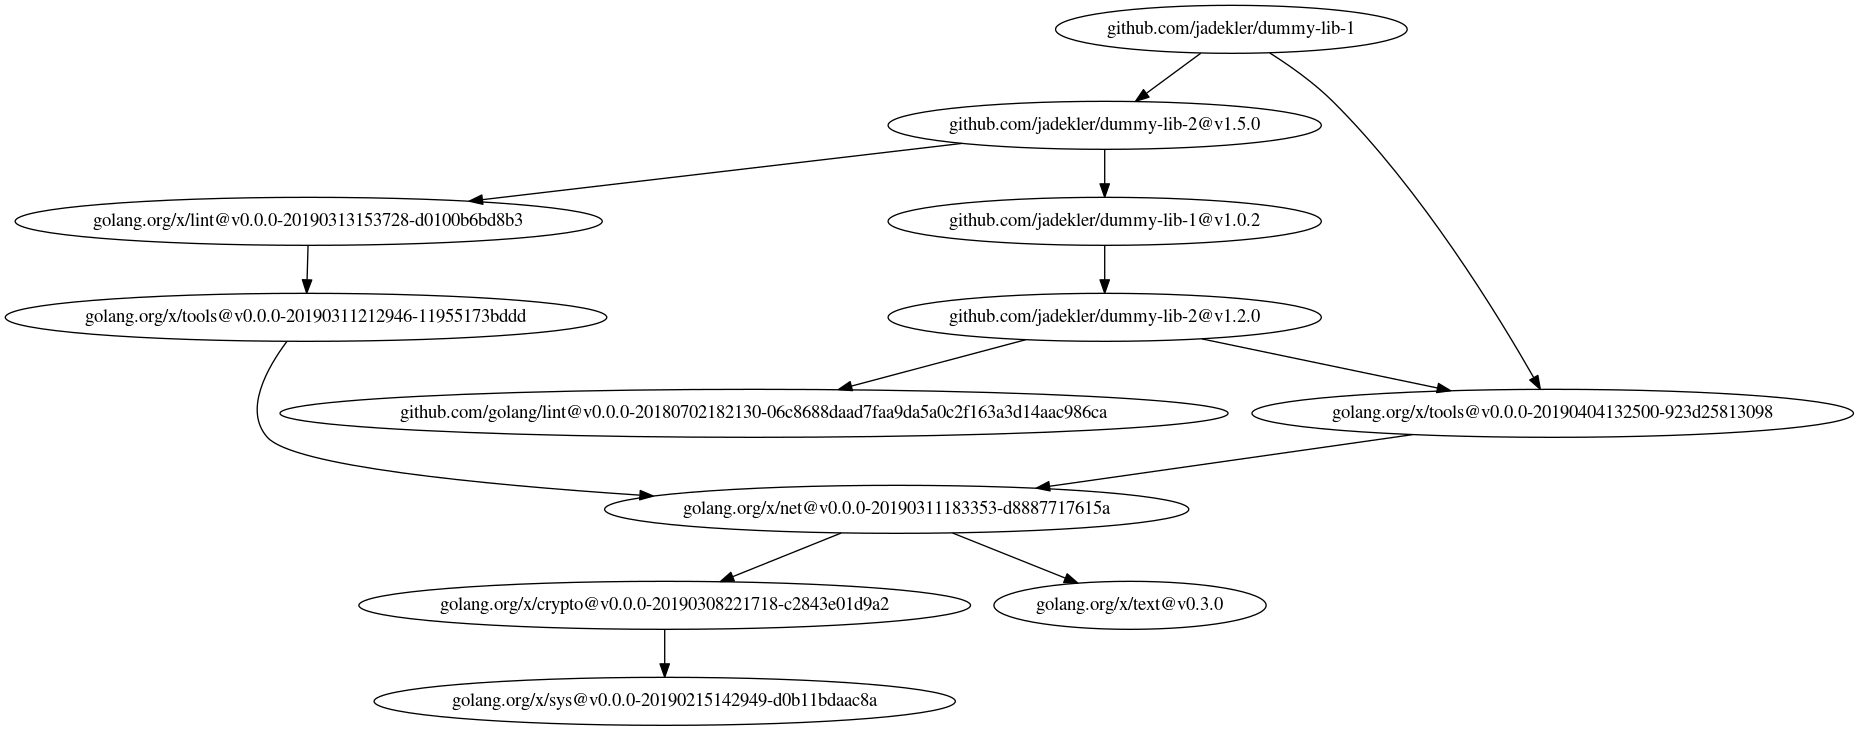 github.com/jadekler/dummy-lib-1
github.com/jadekler/dummy-lib-2@v1.5.0
golang.org/x/lint@v0.0.0-20190313153728-d0100b6bd8b3
github.com/jadekler/dummy-lib-1@v1.0.2
golang.org/x/tools@v0.0.0-20190311212946-11955173bddd
github.com/jadekler/dummy-lib-2@v1.2.0
github.com/golang/lint@v0.0.0-20180702182130-06c8688daad7faa9da5a0c2f163a3d14aac986ca
golang.org/x/tools@v0.0.0-20190404132500-923d25813098
golang.org/x/net@v0.0.0-20190311183353-d8887717615a
golang.org/x/crypto@v0.0.0-20190308221718-c2843e01d9a2
golang.org/x/text@v0.3.0
golang.org/x/sys@v0.0.0-20190215142949-d0b11bdaac8a